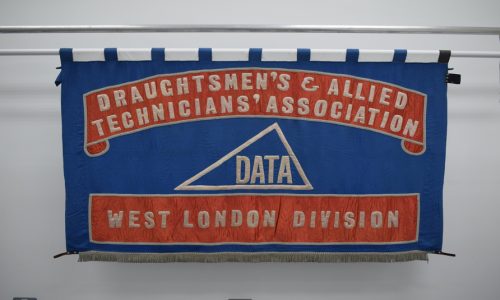 DRAUGHTSMEN'S & ALLIED
TECHNICIANS' ASSOCIATION
DATA
WEST LONDON DIVISION